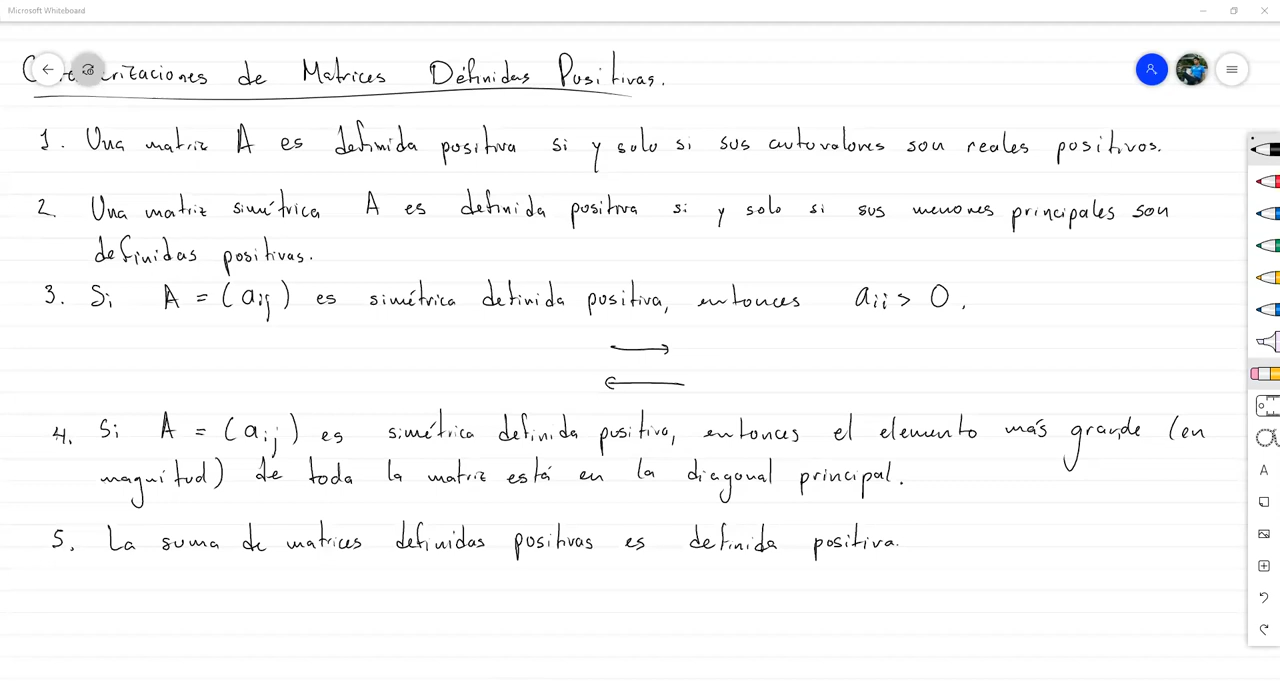 Microsoft Whiteboard
de Matrices Definidas Positivas.
1. Una matriz A es definida positiva si y solo si sus autovalores son reales positivos.
2. Una matriz simétrica A es definida positiva si y solo si sus menores principales son
definidas positivas.
3. Si A = (aij) es simétrica definida positiva, entonces aii > 0.
4. Si A = (aij) es simétrica definida positiva, entonces el elemento más grande (en
magnitud) de toda la matriz está en la diagonal principal.
5. La suma de matrices definidas positivas es definida positiva.